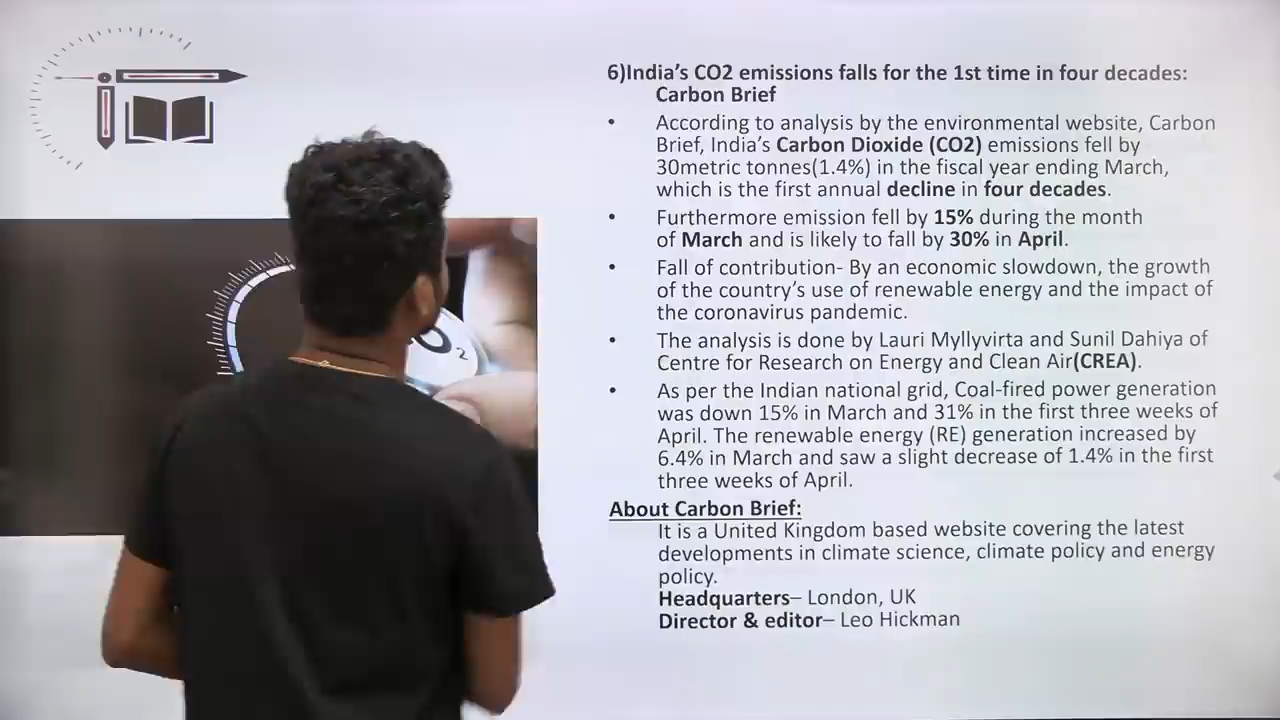 6)India's CO2 emissions falls for the 1st time in four decades:
Carbon Brief
• According to analysis by the environmental website, Carbon
Brief, India's Carbon Dioxide (CO2) emissions fell by
30metric tonnes(1.4%) in the fiscal year ending March,
which is the first annual decline in four decades.
• Furthermore emission fell by 15% during the month
of March and is likely to fall by 30% in April.
• Fall of contribution- By an economic slowdown, the growth
of the country's use of renewable energy and the impact of
the coronavirus pandemic.
• The analysis is done by Lauri Myllyvirta and Sunil Dahiya of
Centre for Research on Energy and Clean Air(CREA).
• As per the Indian national grid, Coal-fired power generation
was down 15% in March and 31% in the first three weeks of
April. The renewable energy (RE) generation increased by
6.4% in March and saw a slight decrease of 1.4% in the first
three weeks of April.
About Carbon Brief:
It is a United Kingdom based website covering the latest
developments in climate science, climate policy and energy
policy.
Headquarters– London, UK
Director & editor– Leo Hickman
O2